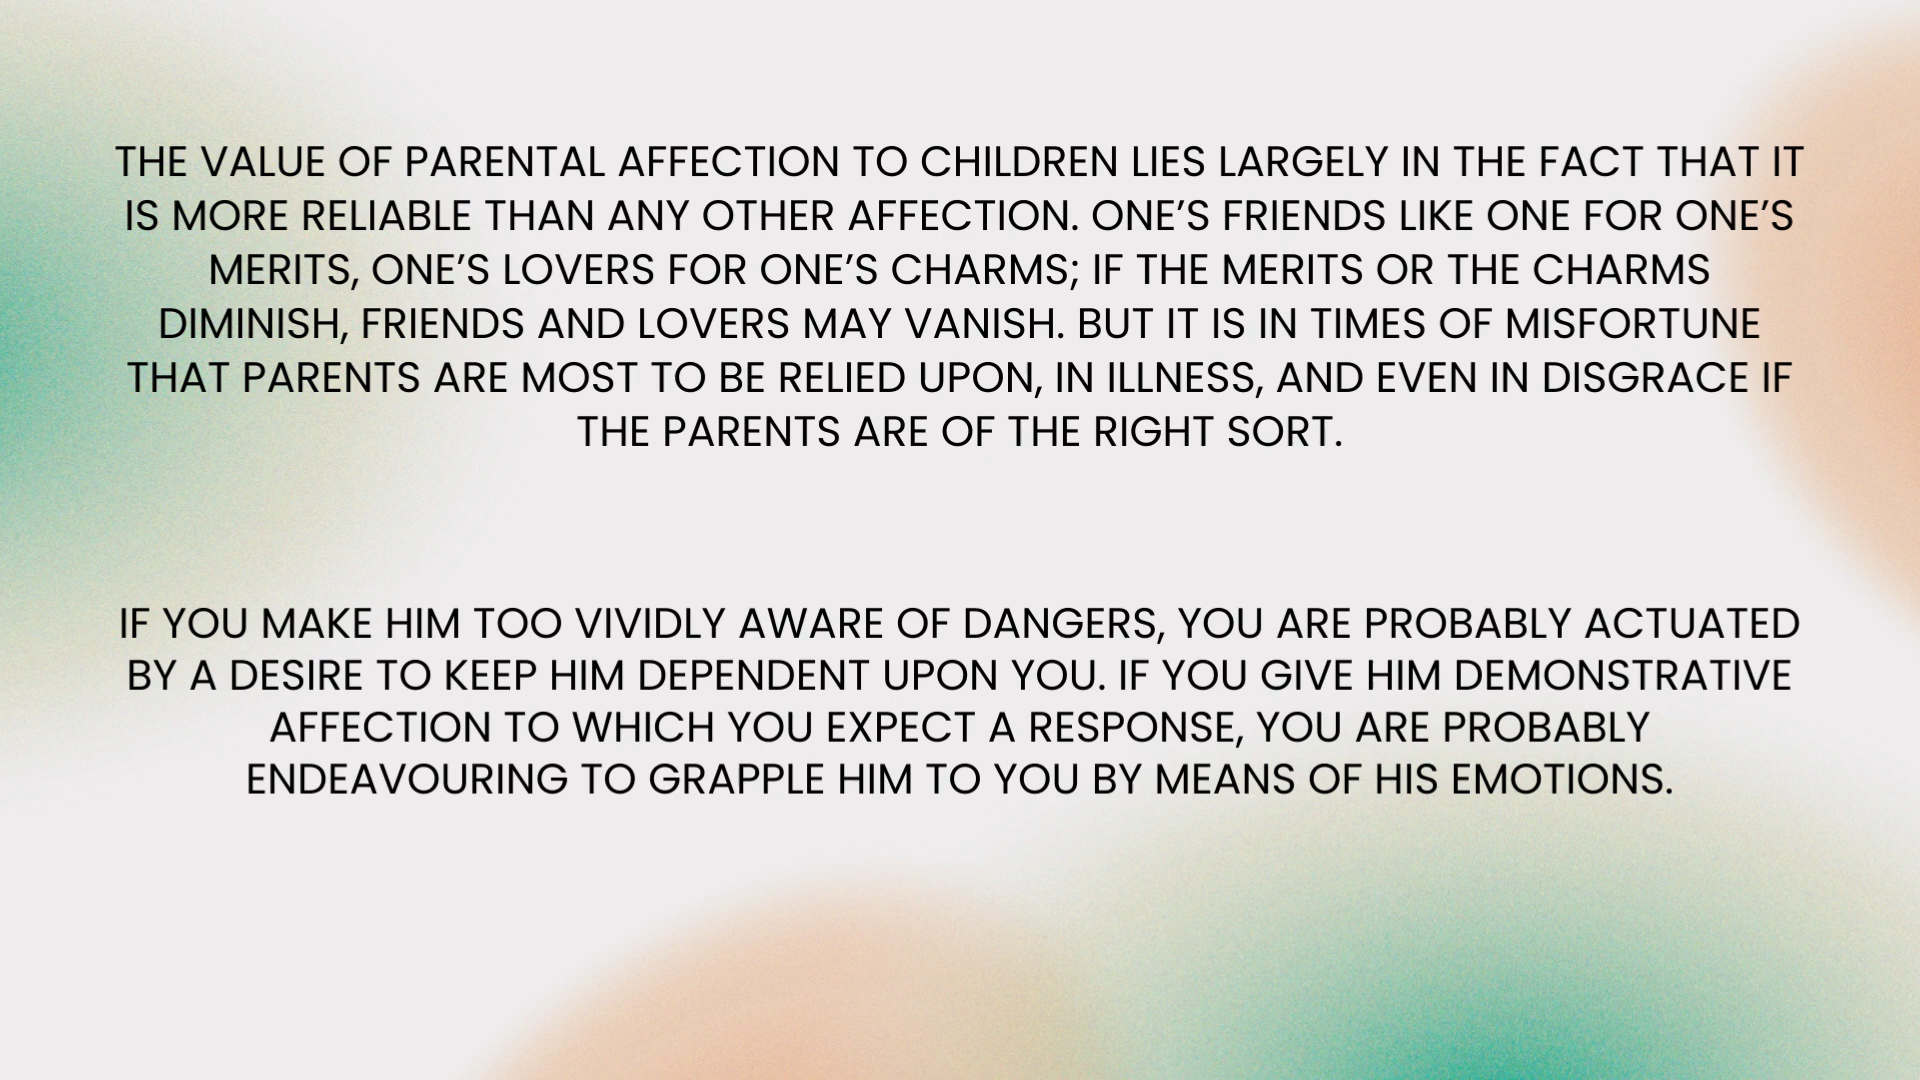 THE VALUE OF PARENTAL AFFECTION TO CHILDREN LIES LARGELY IN THE FACT THAT IT
IS MORE RELIABLE THAN ANY OTHER AFFECTION. ONE’S FRIENDS LIKE ONE FOR ONE’S
MERITS, ONE’S LOVERS FOR ONE’S CHARMS; IF THE MERITS OR THE CHARMS
DIMINISH, FRIENDS AND LOVERS MAY VANISH. BUT IT IS IN TIMES OF MISFORTUNE
THAT PARENTS ARE MOST TO BE RELIED UPON, IN ILLNESS, AND EVEN IN DISGRACE IF
THE PARENTS ARE OF THE RIGHT SORT.
IF YOU MAKE HIM TOO VIVIDLY AWARE OF DANGERS, YOU ARE PROBABLY ACTUATED
BY A DESIRE TO KEEP HIM DEPENDENT UPON YOU. IF YOU GIVE HIM DEMONSTRATIVE
AFFECTION TO WHICH YOU EXPECT A RESPONSE, YOU ARE PROBABLY
ENDEAVOURING TO GRAPPLE HIM TO YOU BY MEANS OF HIS EMOTIONS.